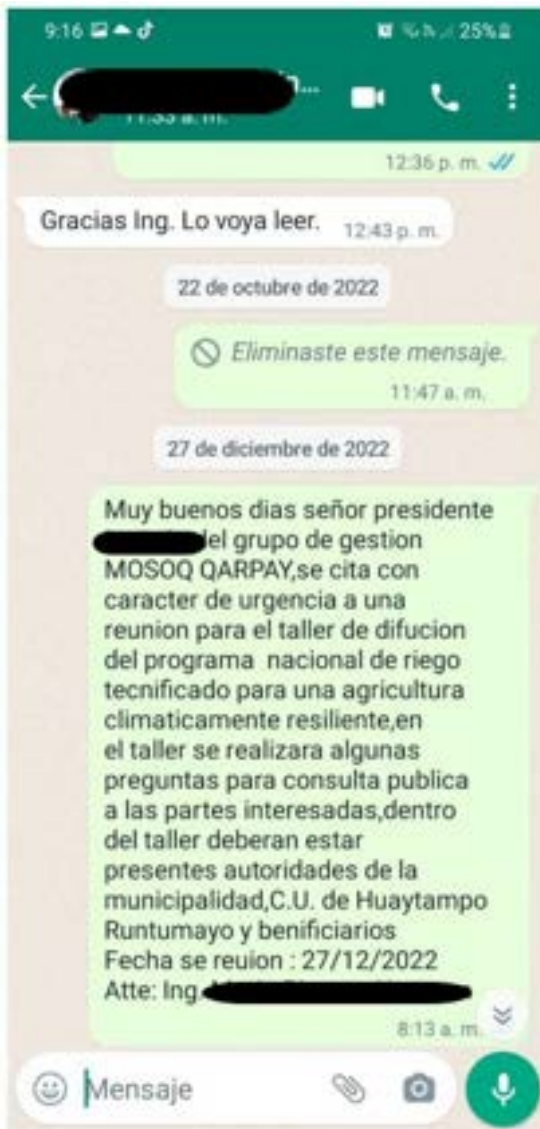 9:16
25%
11:33 a. m.
12:36 p. m.
Gracias Ing. Lo voya leer.
12:43 p. m.
22 de octubre de 2022
Eliminaste este mensaje.
11:47 a. m.
27 de diciembre de 2022
Muy buenos dias señor presidente
del grupo de gestion
MOSOQ QARPAY,se cita con
caracter de urgencia a una
reunion para el taller de difucion
del programa nacional de riego
tecnificado para una agricultura
climaticamente resiliente,en
el taller se realizara algunas
preguntas para consulta publica
a las partes interesadas,dentro
del taller deberan estar
presentes autoridades de la
municipalidad,C.U. de Huaytampo
Runtumayo y benificiarios
Fecha se reuion : 27/12/2022
Atte: Ing.
8:13 a. m.
Mensaje